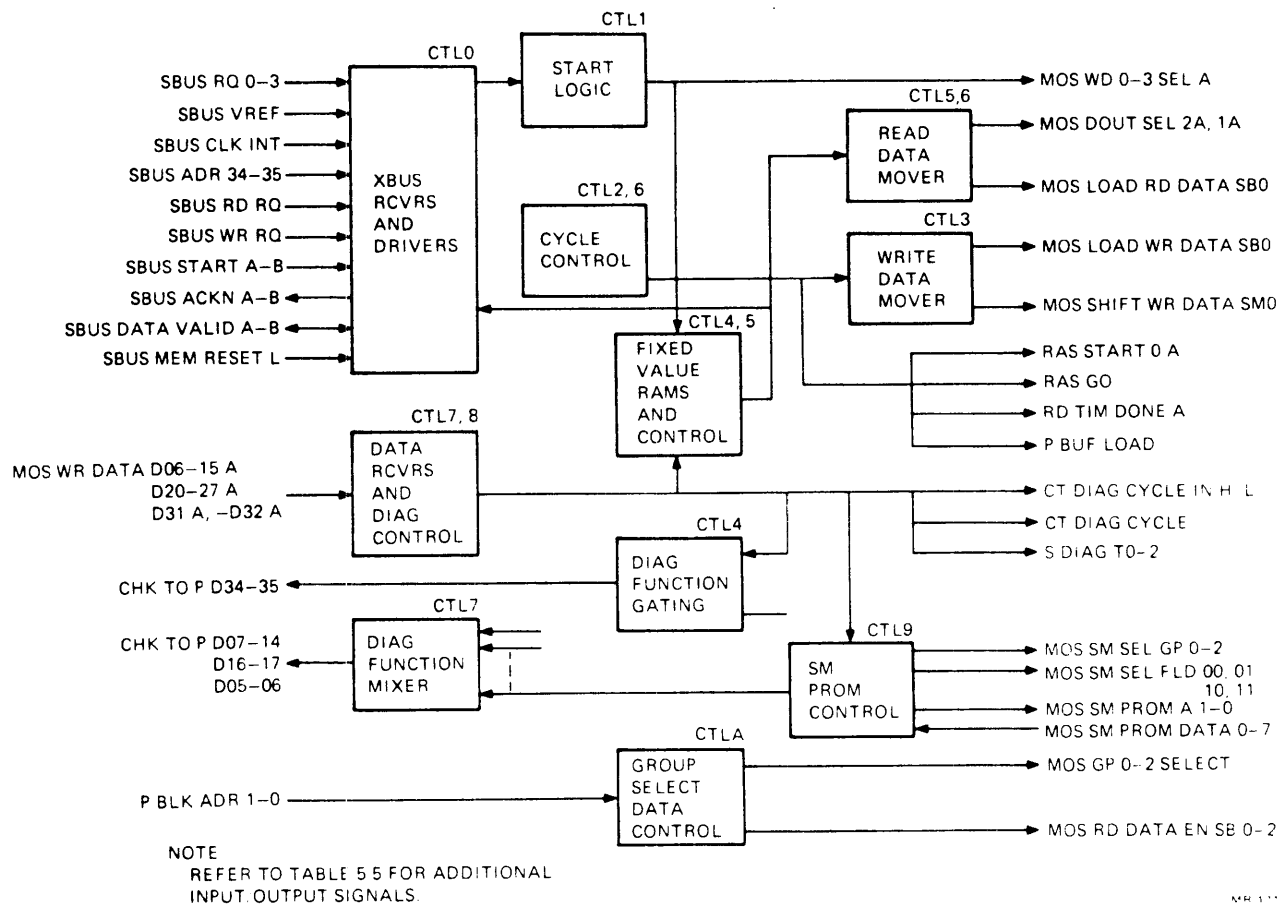 CTL1
START
LOGIC
CTL0
XBUS
RCVRS
AND
DRIVERS
SBUS RQ 0-3
SBUS VREF
SBUS CLK INT
SBUS ADR 34-35
SBUS RD RQ
SBUS WR RQ
SBUS START A-B
SBUS ACKN A-B
SBUS DATA VALID A-B
SBUS MEM RESET L
MOS WD 0-3 SEL A
CTL5,6
READ
DATA
MOVER
MOS DOUT SEL 2A, 1A
MOS LOAD RD DATA SB0
CTL2, 6
CYCLE
CONTROL
CTL3
WRITE
DATA
MOVER
MOS LOAD WR DATA SB0
MOS SHIFT WR DATA SM0
CTL4, 5
FIXED
VALUE
RAMS
AND
CONTROL
RAS START 0 A
RAS GO
RD TIM DONE A
P BUF LOAD
CTL7, 8
DATA
RCVRS
AND
DIAG
CONTROL
MOS WR DATA D06-15 A
D20-27 A
D31 A, -D32 A
CT DIAG CYCLE IN H L
CT DIAG CYCLE
S DIAG T0-2
CTL4
DIAG
FUNCTION
GATING
CHK TO P D34-35
CTL7
DIAG
FUNCTION
MIXER
CHK TO P D07-14
D16-17
D05-06
CTL9
SM
PROM
CONTROL
MOS SM SEL GP 0-2
MOS SM SEL FLD 00, 01
10, 11
MOS SM PROM A 1-0
MOS SM PROM DATA 0-7
CTLA
GROUP
SELECT
DATA
CONTROL
P BLK ADR 1-0
MOS GP 0-2 SELECT
MOS RD DATA EN SB 0-2
NOTE
REFER TO TABLE 5 5 FOR ADDITIONAL
INPUT.OUTPUT SIGNALS.